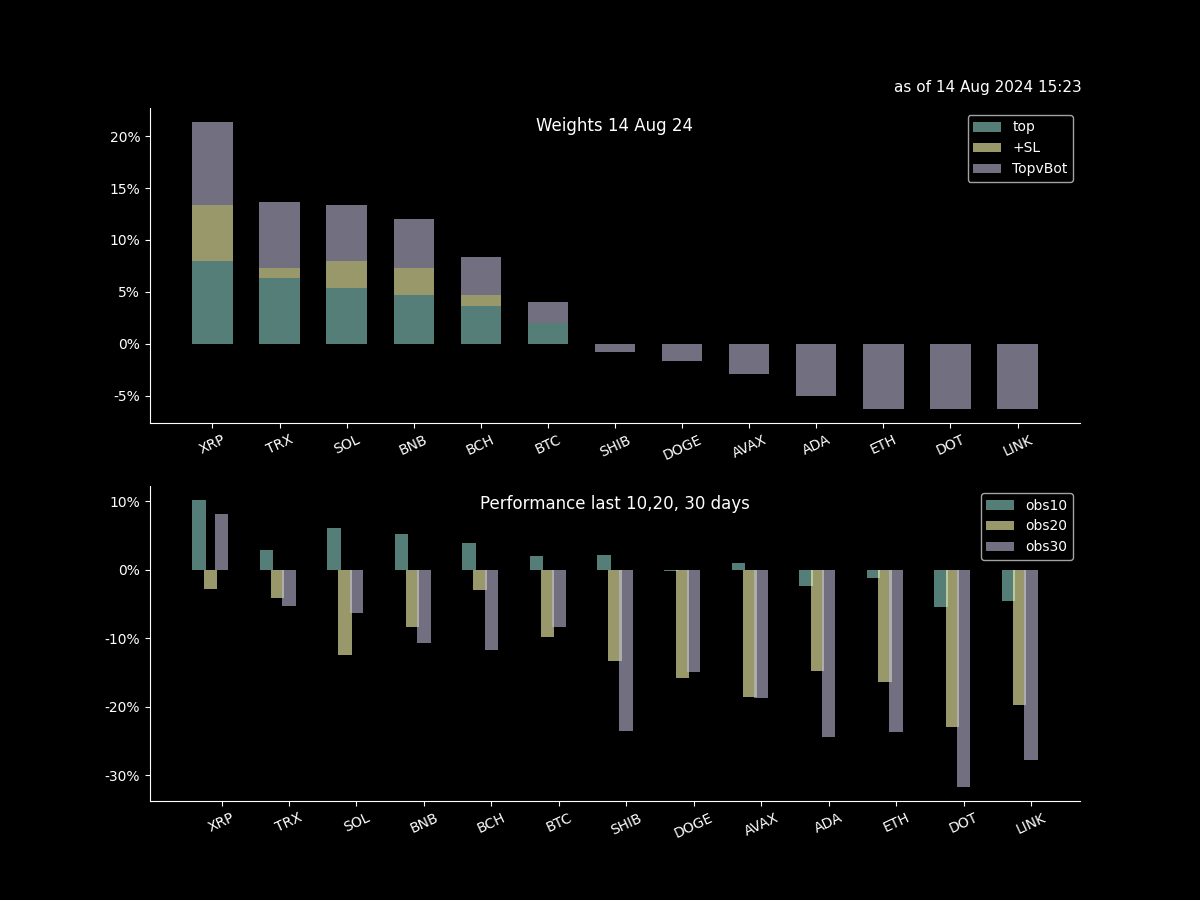 as of 14 Aug 2024 15:23
Weights 14 Aug 24
top
+SL
TopvBot
20%
15%
10%
5%
0%
-5%
XRP TRX SOL BNB BCH BTC SHIB DOGE AVAX ADA ETH DOT LINK
Performance last 10,20, 30 days
obs10
obs20
obs30
10%
0%
-10%
-20%
-30%
XRP TRX SOL BNB BCH BTC SHIB DOGE AVAX ADA ETH DOT LINK